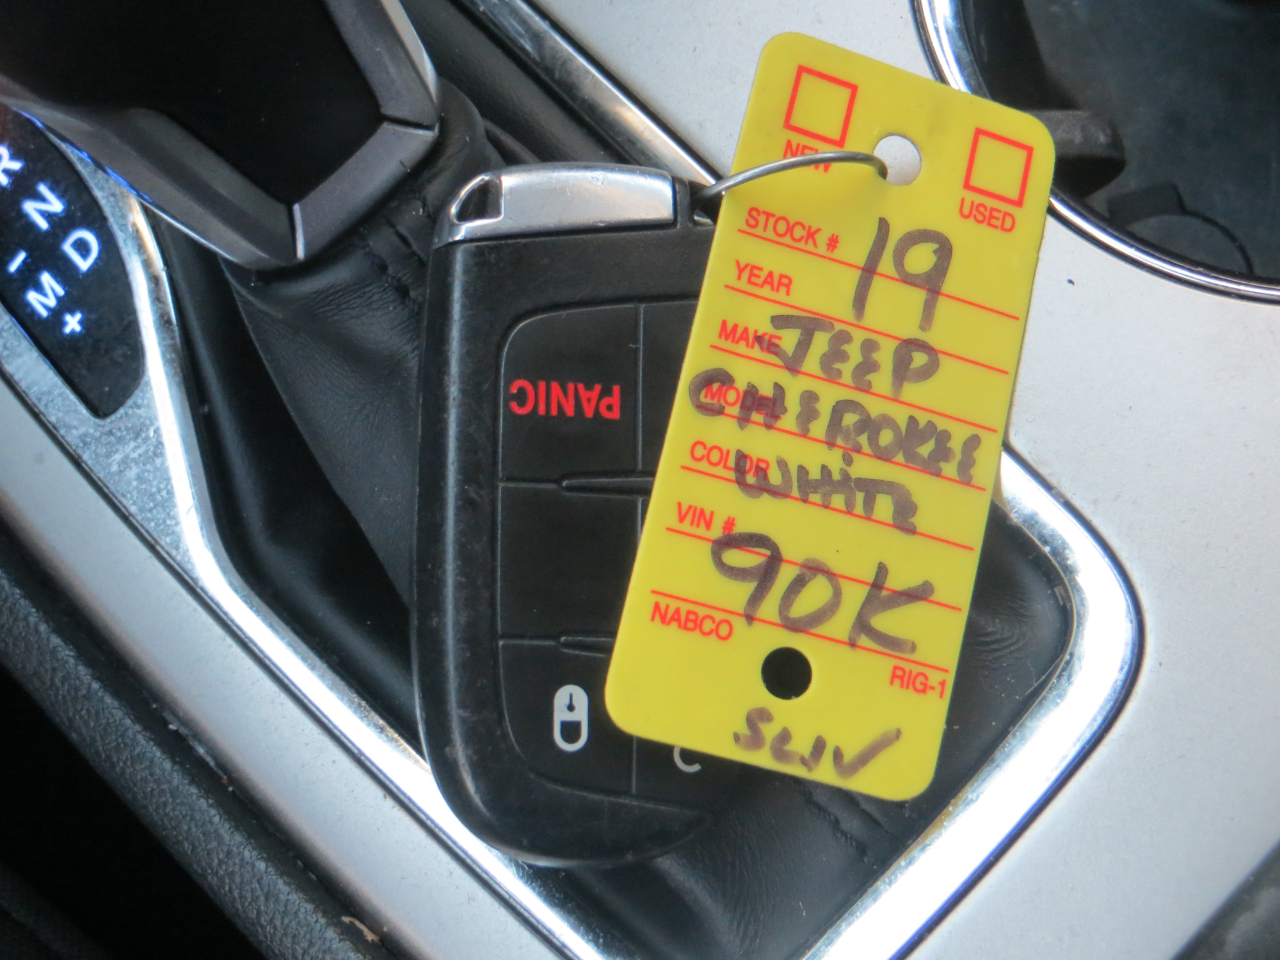 R
N
- D
M
+
PANIC
NEW
USED
STOCK #
19
YEAR
MAKE JEEP
MODEL CHEROKEE
COLOR WHITE
VIN #
90K
NABCO
RIG-1
SUV